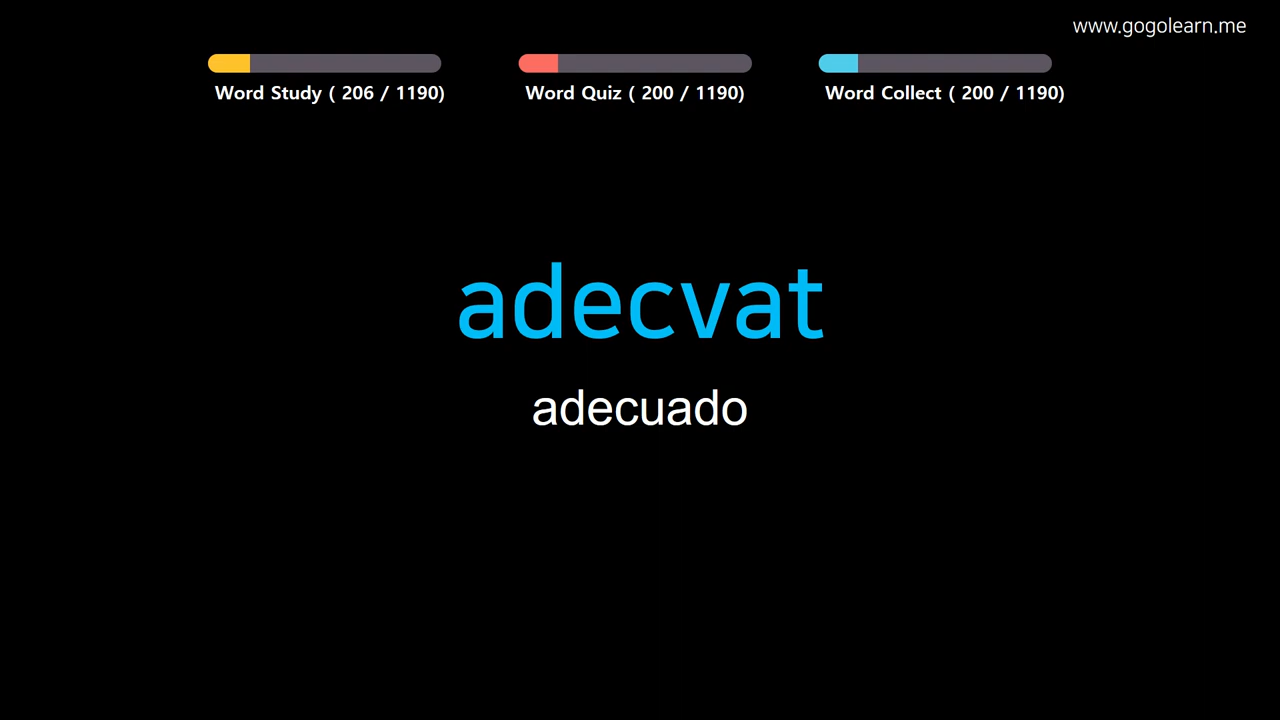 www.gogolearn.me
Word Study ( 206 / 1190)
Word Quiz ( 200 / 1190)
Word Collect ( 200 / 1190)
adecvat
adecuado